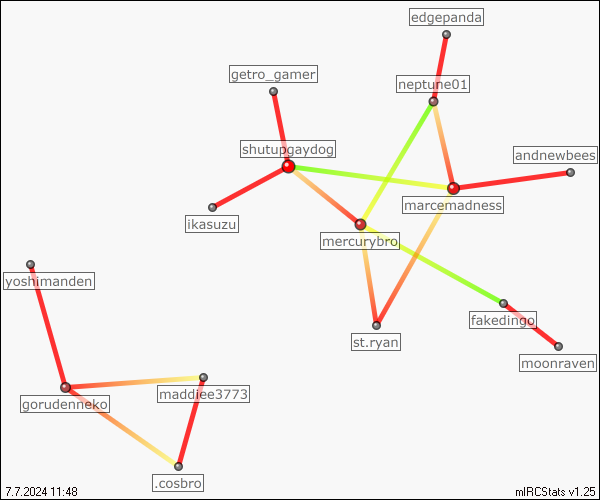 edgepanda
getro_gamer
neptune01
shutupgaydog
andnewbees
marcemadness
ikasuzu
mercurybro
yoshimanden
fakedingo
st.ryan
moonraven
maddiee3773
gorudenneko
.cosbro
7.7.2024 11:48
mIRCStats v1.25